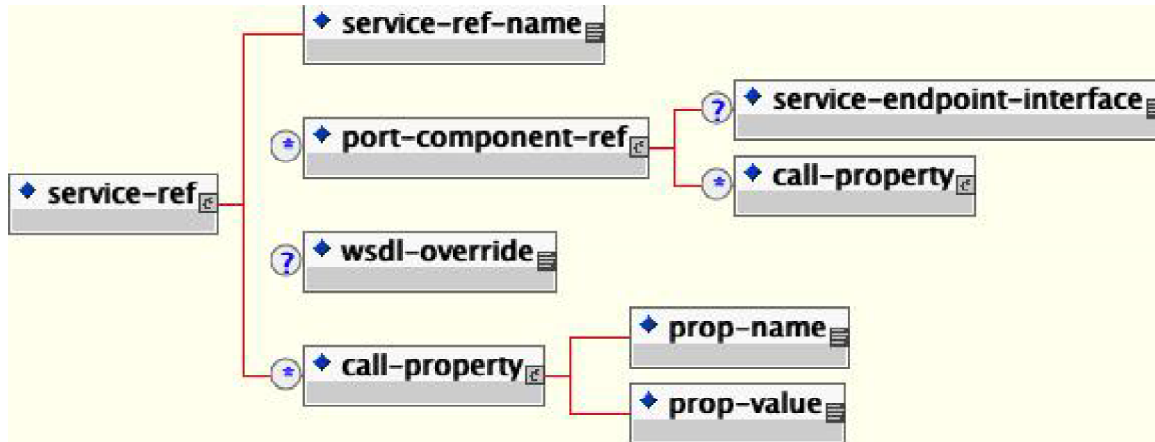 service-ref-name
? service-endpoint-interface
* port-component-ref
* call-property
service-ref
? wsdl-override
prop-name
* call-property
prop-value